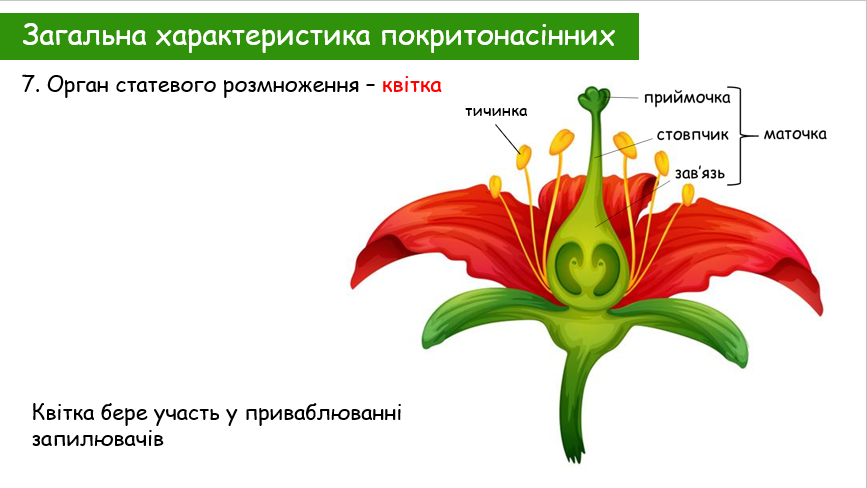 Загальна характеристика покритонасінних
7. Орган статевого розмноження – квітка
тичинка
приймочка
стовпчик
маточка
зав'язь
Квітка бере участь у приваблюванні
запилювачів